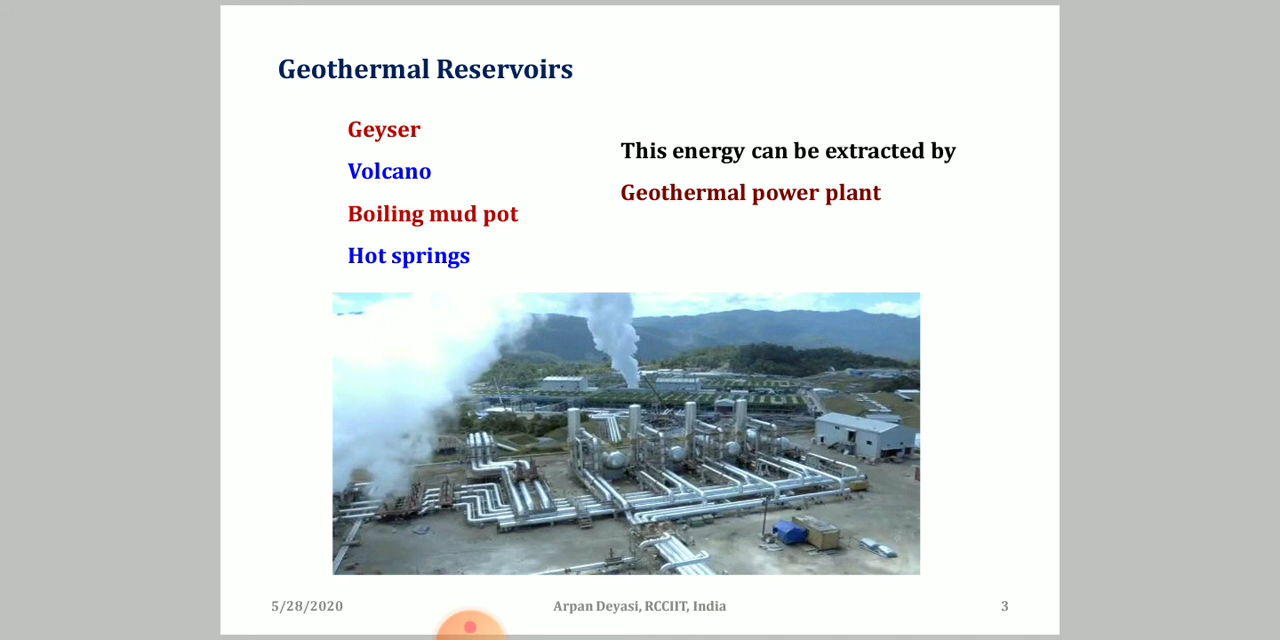 Geothermal Reservoirs
Geyser
Volcano
Boiling mud pot
Hot springs
This energy can be extracted by
Geothermal power plant
5/28/2020
Arpan Deyasi, RCCIIT, India
3